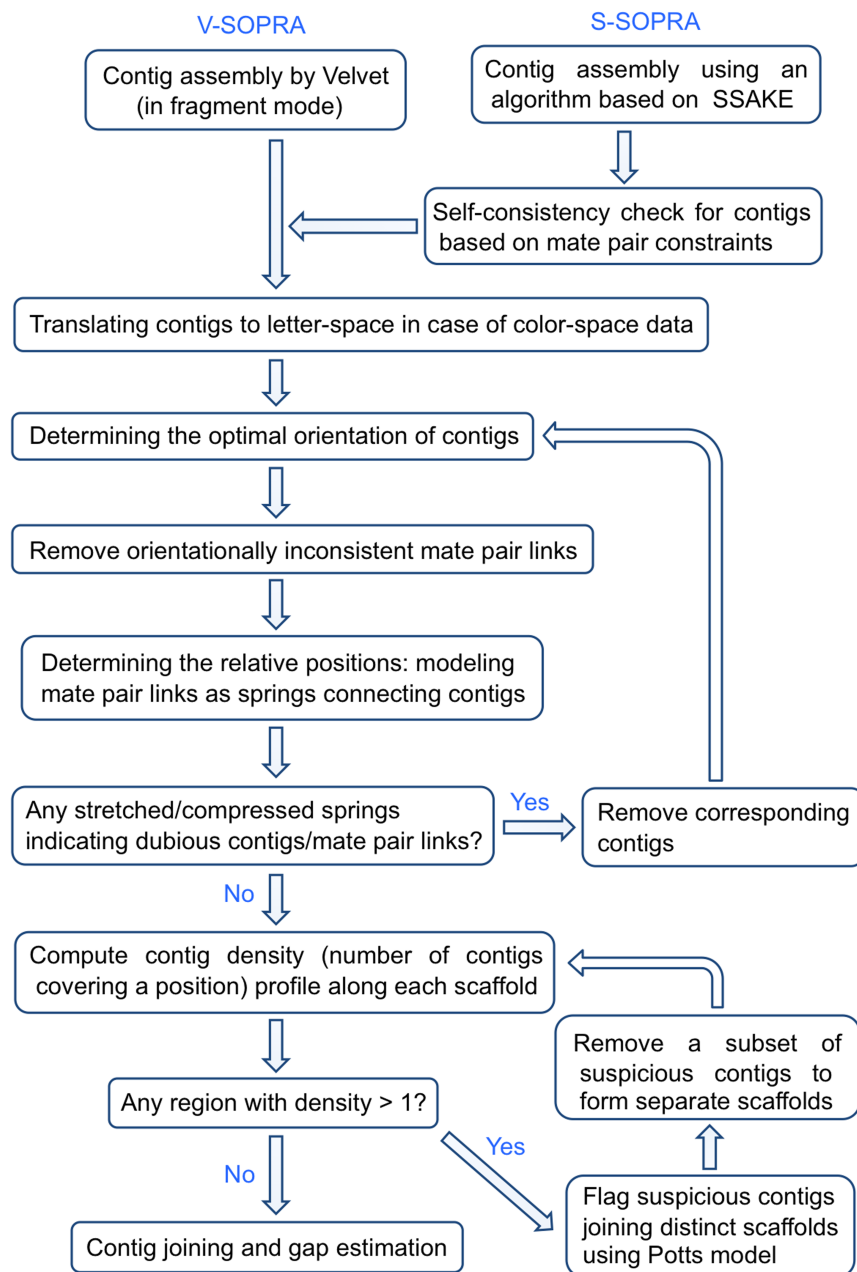 V-SOPRA
S-SOPRA
Contig assembly by Velvet
(in fragment mode)
Contig assembly using an
algorithm based on SSAKE
Self-consistency check for contigs
based on mate pair constraints
Translating contigs to letter-space in case of color-space data
Determining the optimal orientation of contigs
Remove orientationally inconsistent mate pair links
Determining the relative positions: modeling
mate pair links as springs connecting contigs
Any stretched/compressed springs
indicating dubious contigs/mate pair links?
Yes
Remove corresponding
contigs
No
Compute contig density (number of contigs
covering a position) profile along each scaffold
Any region with density > 1?
Yes
Flag suspicious contigs
joining distinct scaffolds
using Potts model
Remove a subset of
suspicious contigs to
form separate scaffolds
No
Contig joining and gap estimation